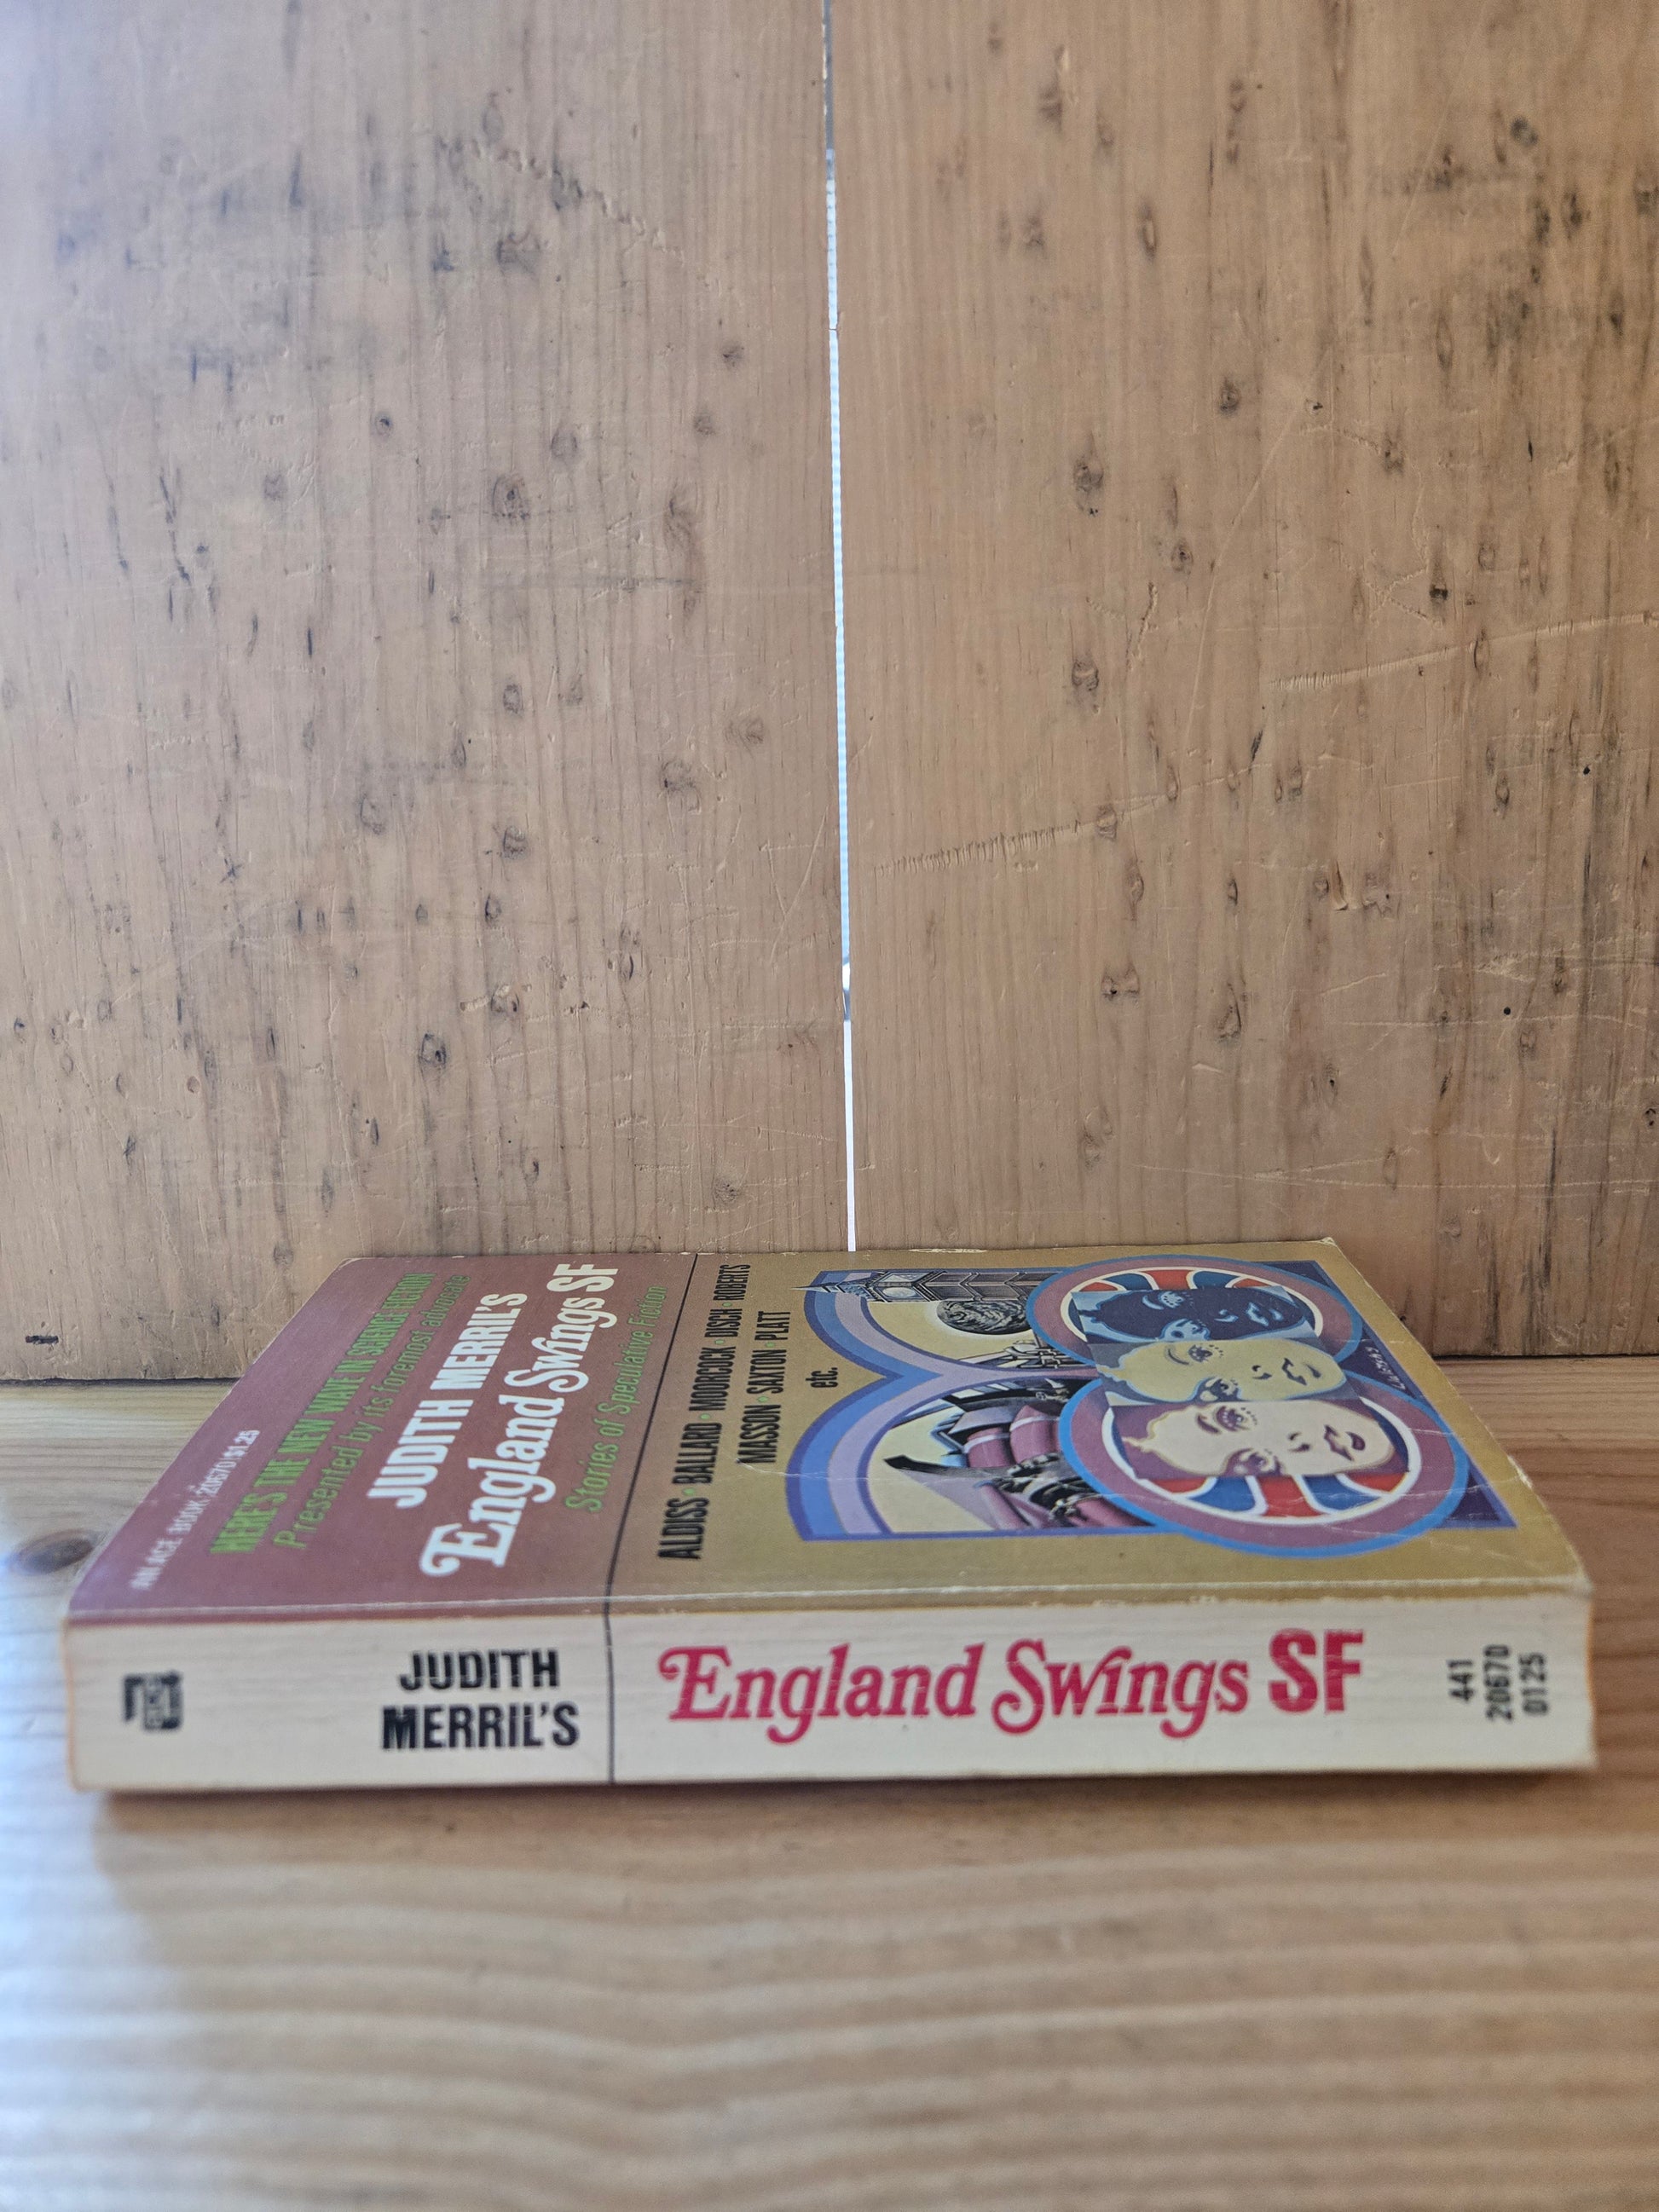 AN ACE BOOK·20670 $1.25
HERE'S THE NEW WAVE IN SCIENCE FICTION
Presented by its foremost advocate
JUDITH MERRIL'S
England Swings SF
Stories of Speculative Fiction
ALDISS·BALLARD·MOORCOCK·DISCH·ROBERTS
MASSON·SAXTON·PLATT
etc.
JUDITH
MERRIL'S
England Swings SF
441
20670
0125